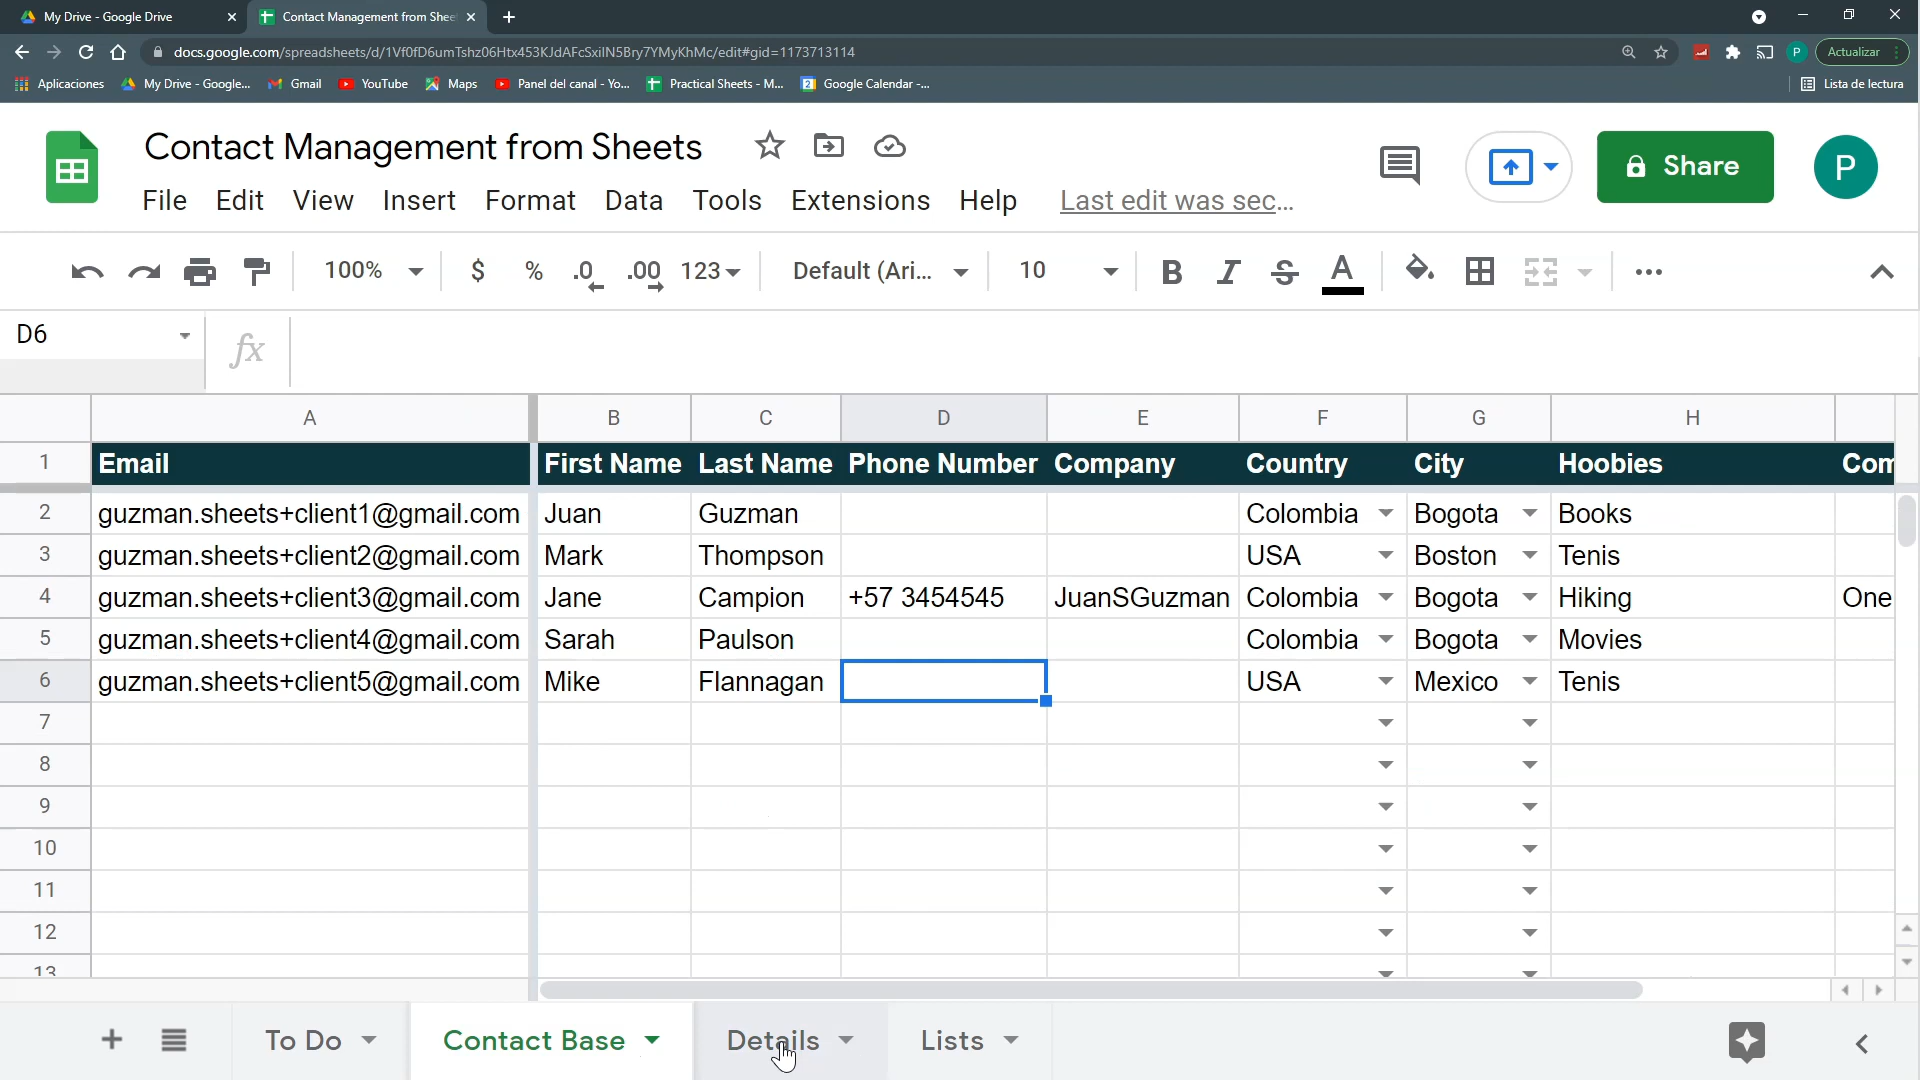 My Drive - Google Drive
Contact Management from Shee
docs.google.com/spreadsheets/d/1Vf0fD6umTshz06Htx453KJdAFcSxilN5Bry7YMyKhMc/edit#gid=1173713114
P
Actualizar
Aplicaciones
My Drive - Google...
Gmail
YouTube
Maps
Panel del canal - Yo...
Practical Sheets - M...
Google Calendar -...
Lista de lectura
Contact Management from Sheets
Share
P
File Edit View Insert Format Data Tools Extensions Help Last edit was sec...
100% $ % .0 .00 123 Default (Ari... 10 B I S A
D6 fx
A B C D E F G H
1 Email First Name Last Name Phone Number Company Country City Hoobies Com
2 guzman.sheets+client1@gmail.com Juan Guzman Colombia Bogota Books
3 guzman.sheets+client2@gmail.com Mark Thompson USA Boston Tenis
4 guzman.sheets+client3@gmail.com Jane Campion +57 3454545 JuanSGuzman Colombia Bogota Hiking One
5 guzman.sheets+client4@gmail.com Sarah Paulson Colombia Bogota Movies
6 guzman.sheets+client5@gmail.com Mike Flannagan USA Mexico Tenis
7
8
9
10
11
12
13
To Do Contact Base Details Lists